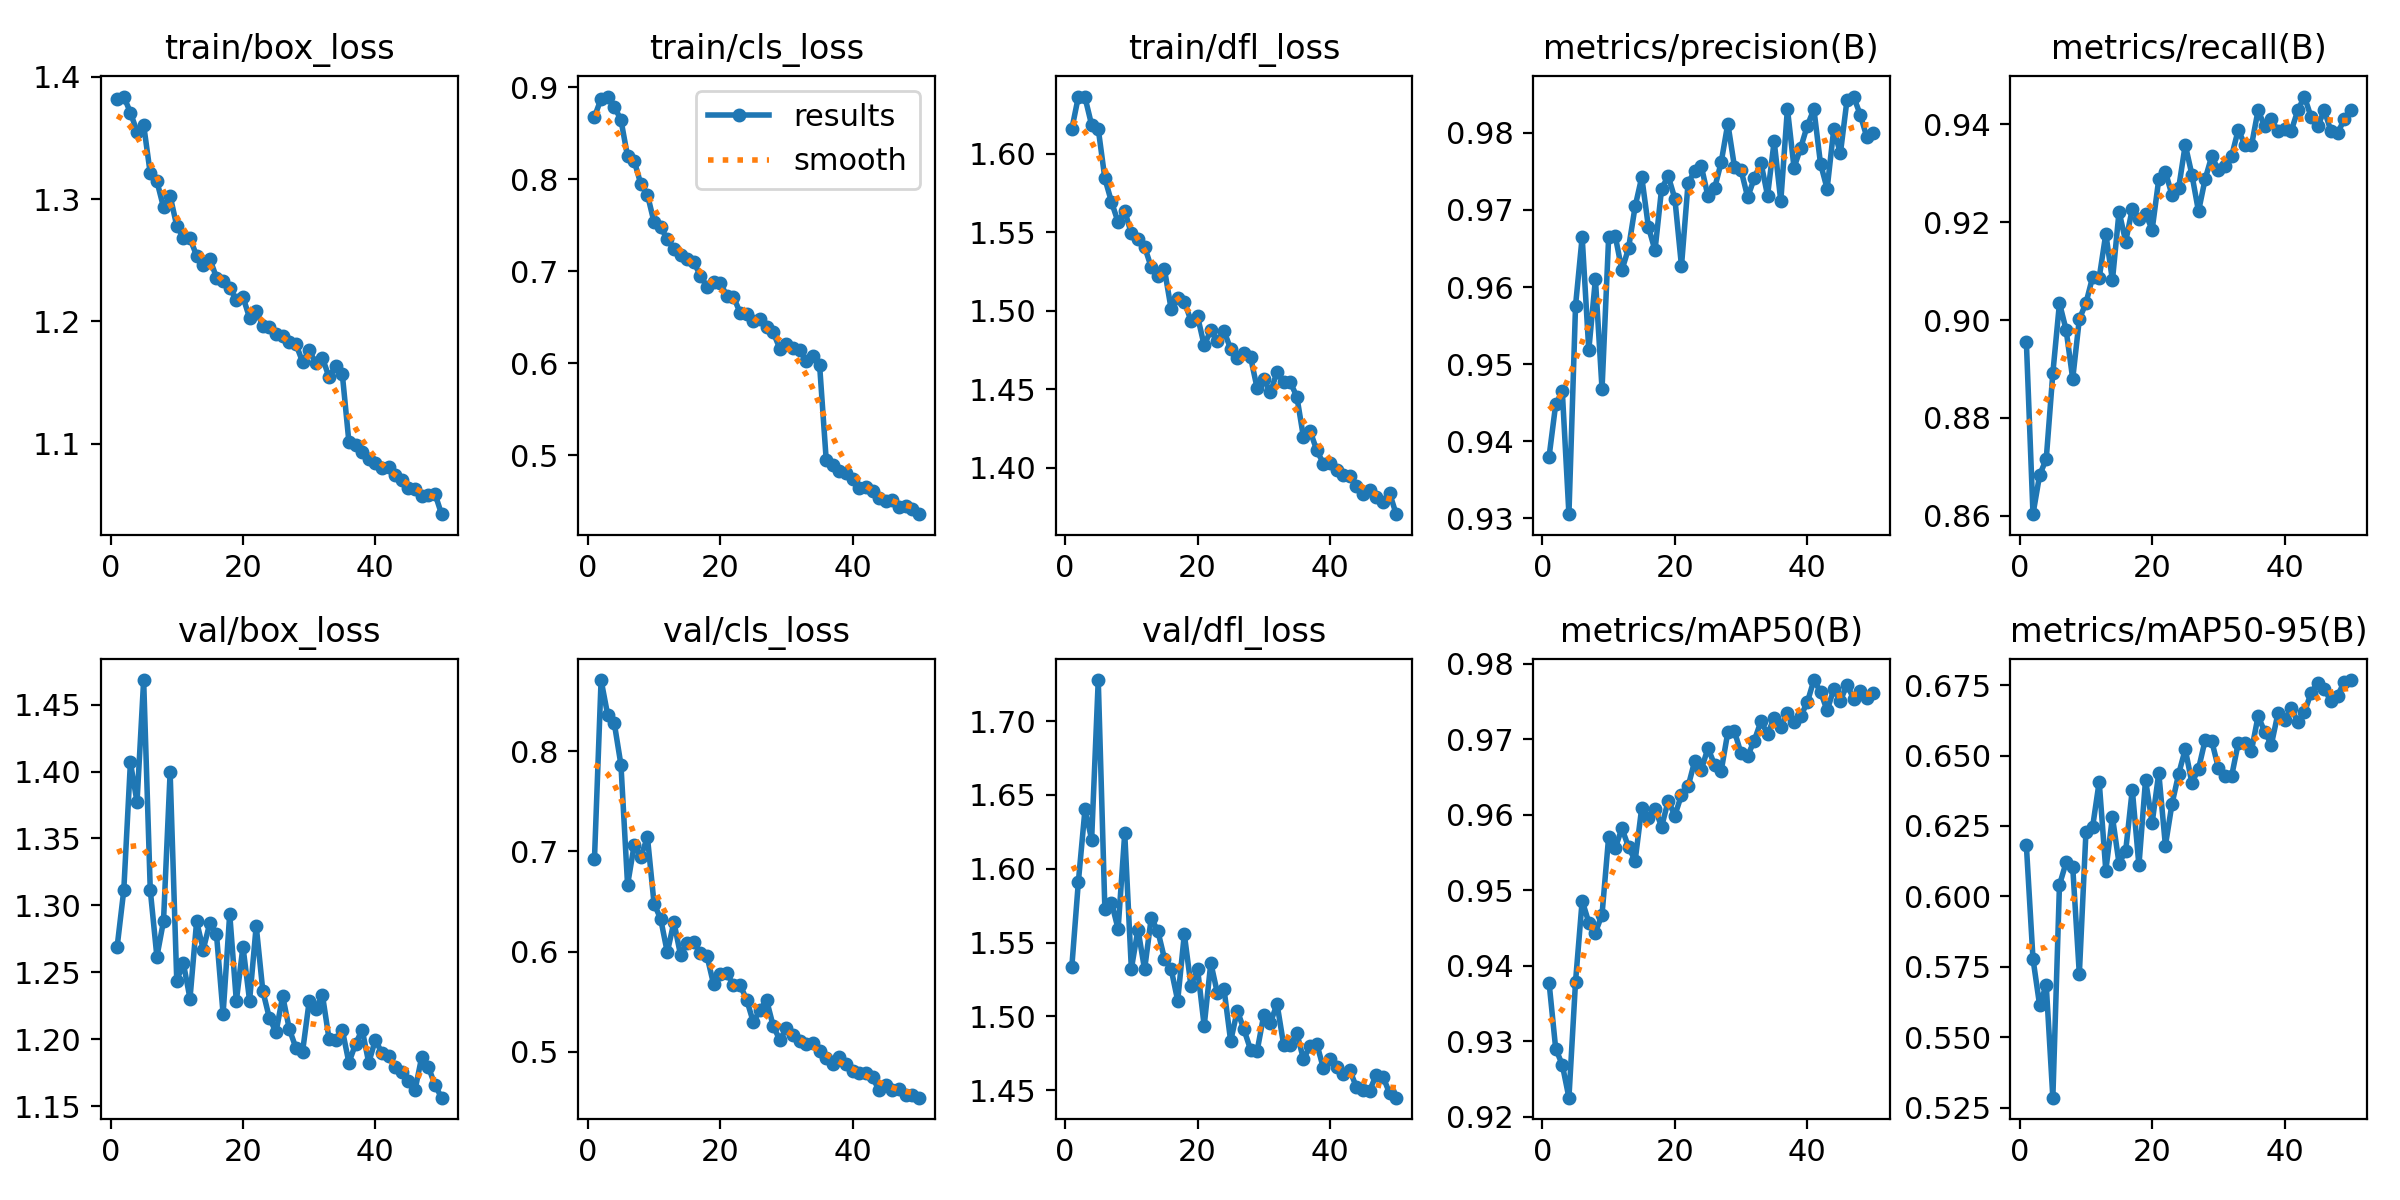 train/box_loss
1.4
1.3
1.2
1.1
0 20 40
train/cls_loss
0.9
0.8
0.7
0.6
0.5
0 20 40
results
smooth
train/dfl_loss
1.60
1.55
1.50
1.45
1.40
0 20 40
metrics/precision(B)
0.98
0.97
0.96
0.95
0.94
0.93
0 20 40
metrics/recall(B)
0.94
0.92
0.90
0.88
0.86
0 20 40
val/box_loss
1.45
1.40
1.35
1.30
1.25
1.20
1.15
0 20 40
val/cls_loss
0.8
0.7
0.6
0.5
0 20 40
val/dfl_loss
1.70
1.65
1.60
1.55
1.50
1.45
0 20 40
metrics/mAP50(B)
0.98
0.97
0.96
0.95
0.94
0.93
0.92
0 20 40
metrics/mAP50-95(B)
0.675
0.650
0.625
0.600
0.575
0.550
0.525
0 20 40